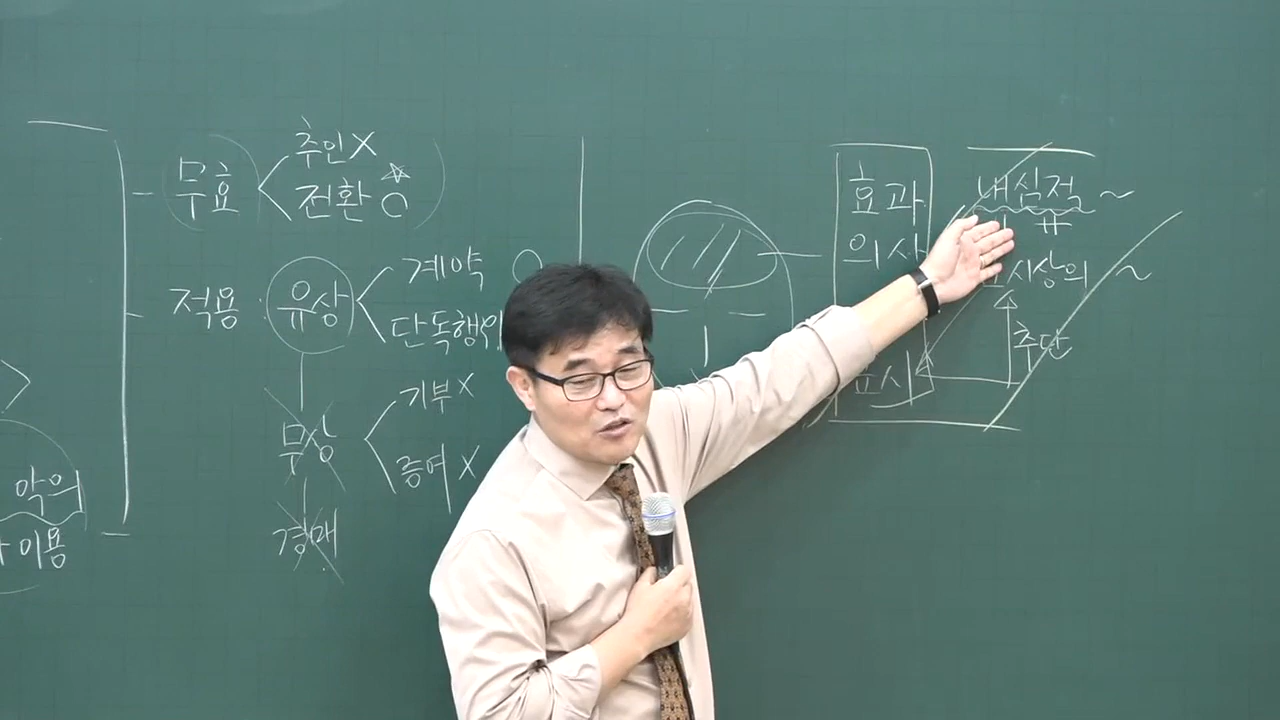 무효
추인 X
전환 ○
적용
유상
계약 ○
단독행위
무상
기부 X
증여 X
경매
악의
이용
효과
의사
표시
내심적 ~
표시상의 ~
추단